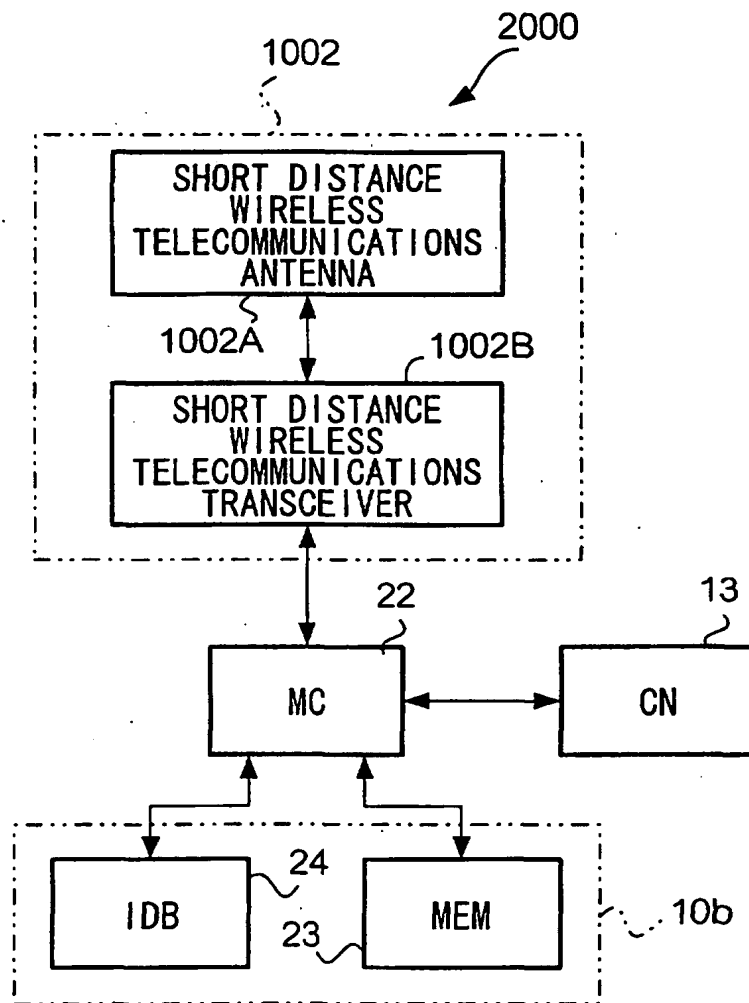 2000
1002
SHORT DISTANCE
WIRELESS
TELECOMMUNICATIONS
ANTENNA
1002A
1002B
SHORT DISTANCE
WIRELESS
TELECOMMUNICATIONS
TRANSCEIVER
22
13
MC
CN
24
IDB
23
MEM
10b